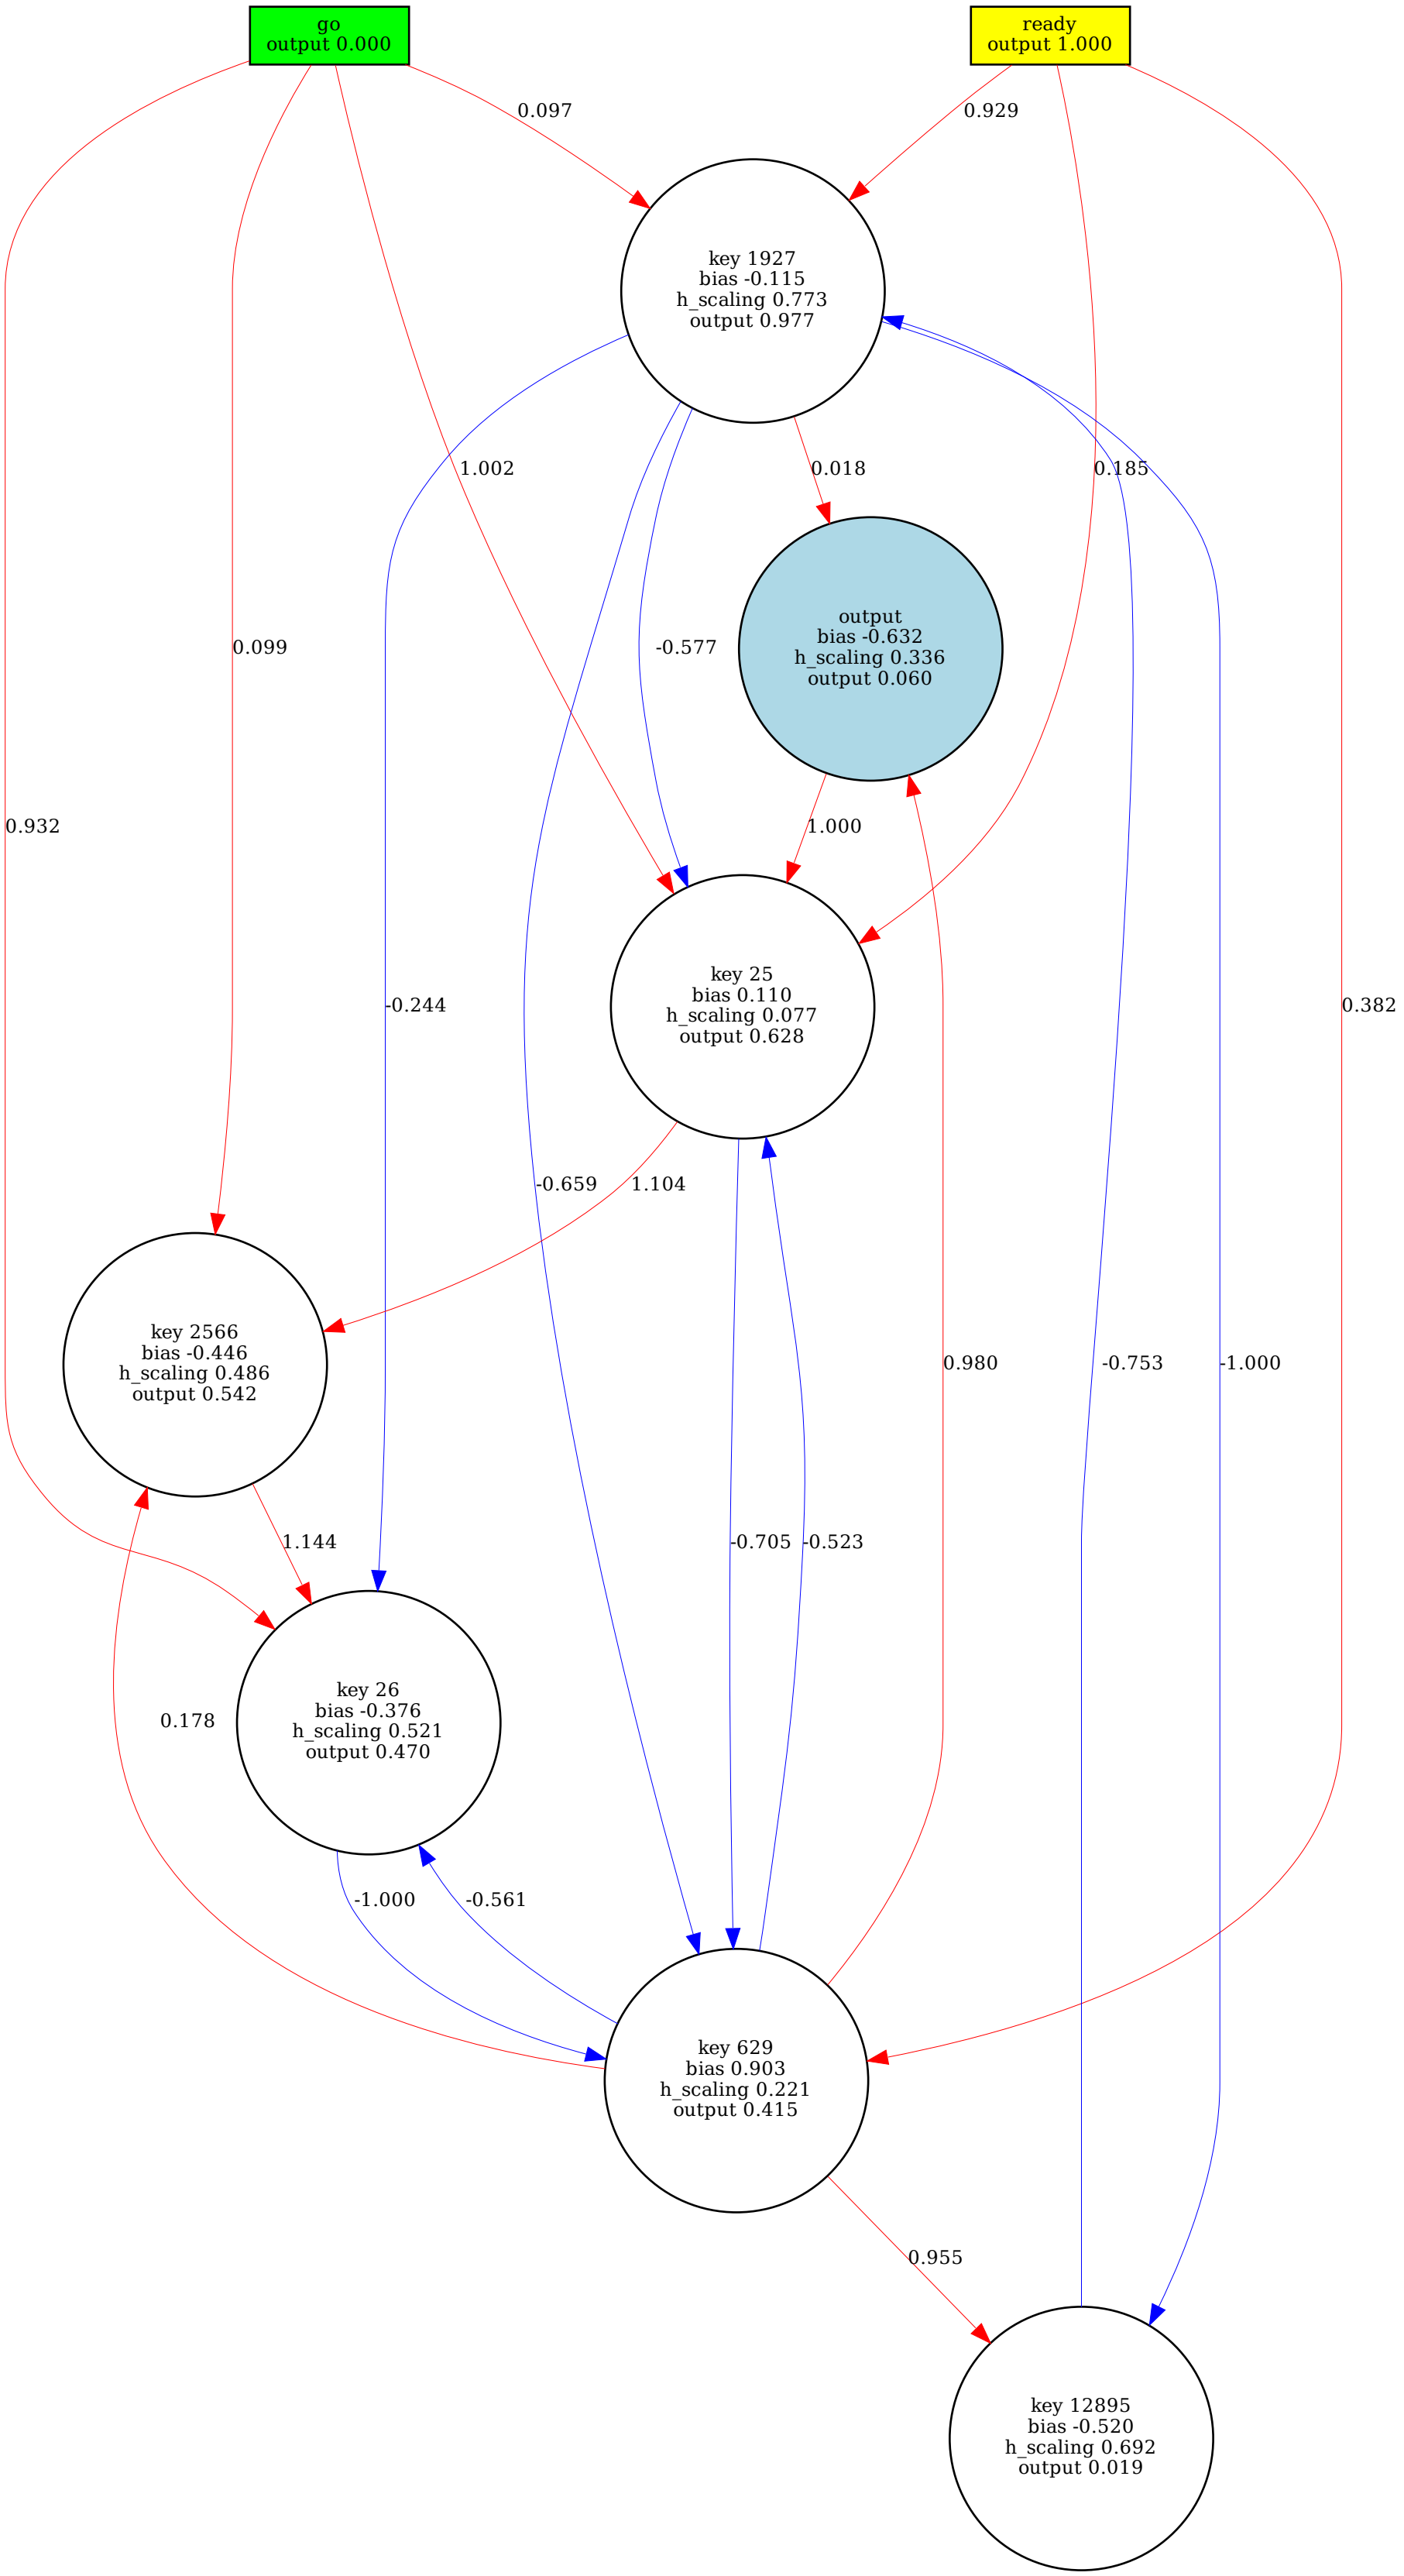 go
output 0.000
ready
output 1.000
0.097
0.929
key 1927
bias -0.115
h_scaling 0.773
output 0.977
1.002
0.018
0.185
output
bias -0.632
h_scaling 0.336
output 0.060
0.099
-0.577
0.932
1.000
key 25
bias 0.110
h_scaling 0.077
output 0.628
-0.244
0.382
-0.659
1.104
key 2566
bias -0.446
h_scaling 0.486
output 0.542
0.980
-0.753
-1.000
1.144
-0.705
-0.523
key 26
bias -0.376
h_scaling 0.521
output 0.470
0.178
-1.000
-0.561
key 629
bias 0.903
h_scaling 0.221
output 0.415
0.955
key 12895
bias -0.520
h_scaling 0.692
output 0.019